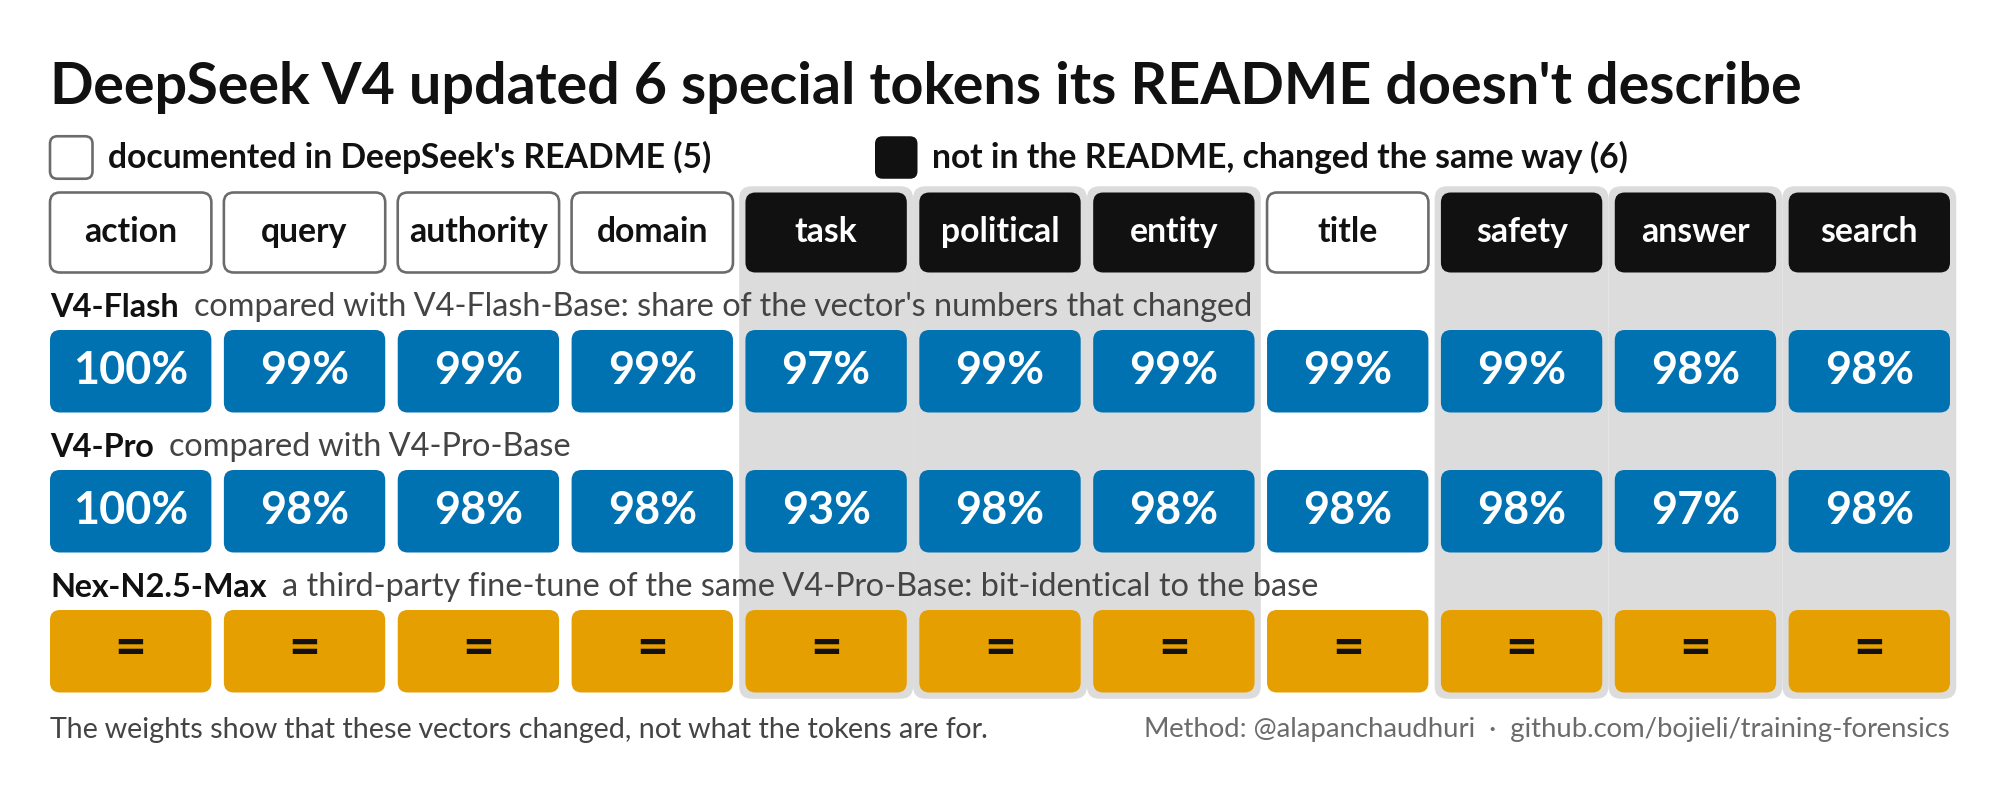 DeepSeek V4 updated 6 special tokens its README doesn't describe
documented in DeepSeek's README (5) not in the README, changed the same way (6)
action query authority domain task political entity title safety answer search
V4-Flash compared with V4-Flash-Base: share of the vector's numbers that changed
100% 99% 99% 99% 97% 99% 99% 99% 99% 98% 98%
V4-Pro compared with V4-Pro-Base
100% 98% 98% 98% 93% 98% 98% 98% 98% 97% 98%
Nex-N2.5-Max a third-party fine-tune of the same V4-Pro-Base: bit-identical to the base
= = = = = = = = = = =
The weights show that these vectors changed, not what the tokens are for. Method: @alapanchaudhuri · github.com/bojieli/training-forensics